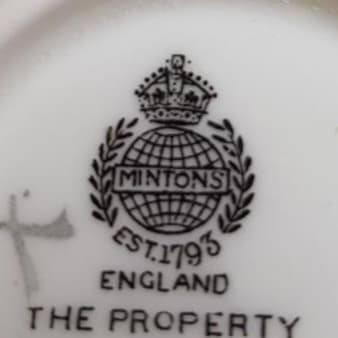 MINTONS
EST. 1793
ENGLAND
THE PROPERTY